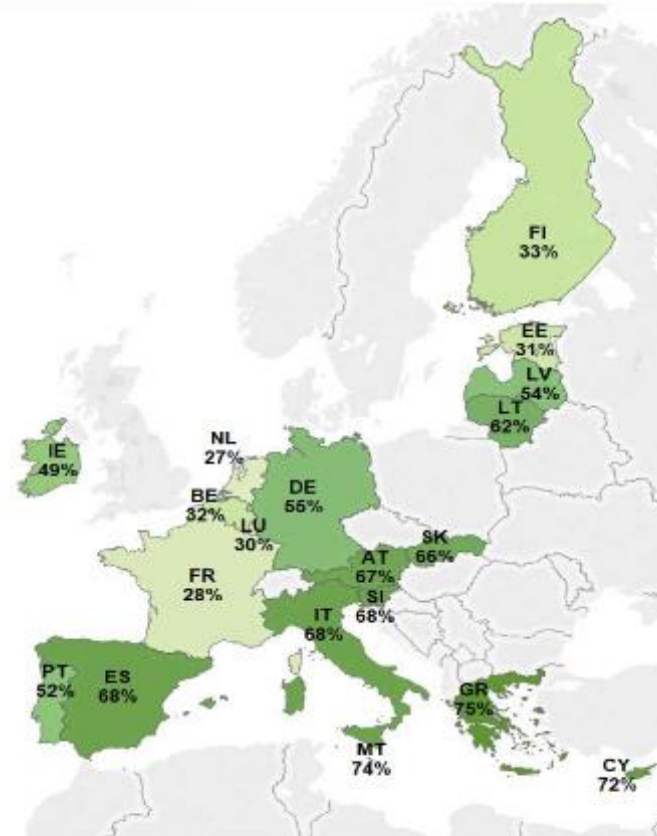 FI
33%
EE
31%
LV
54%
LT
62%
NL
27%
IE
49%
DE
55%
BE
32%
LU
30%
SK
66%
AT
67%
FR
28%
SI
68%
IT
68%
PT
52%
ES
68%
GR
75%
MT
74%
CY
72%